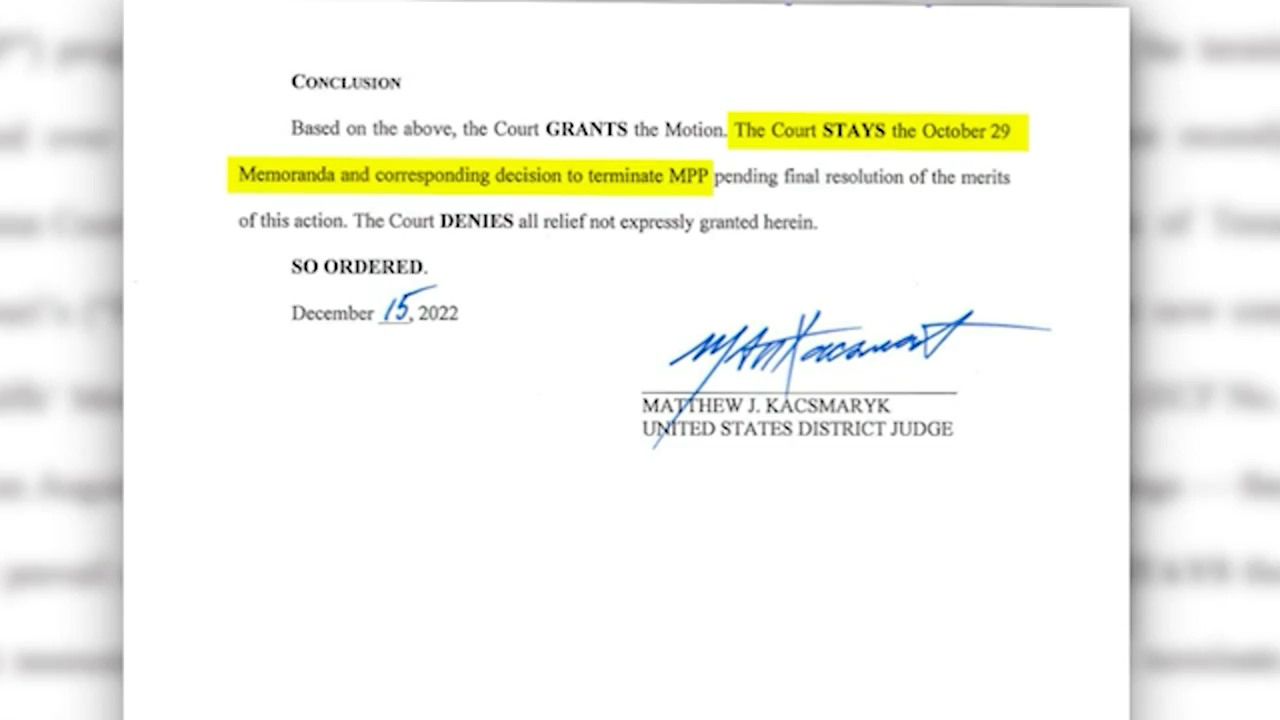 CONCLUSION
Based on the above, the Court GRANTS the Motion. The Court STAYS the October 29
Memoranda and corresponding decision to terminate MPP pending final resolution of the merits
of this action. The Court DENIES all relief not expressly granted herein.
SO ORDERED.
December 15, 2022
MATTHEW J. KACSMARYK
UNITED STATES DISTRICT JUDGE